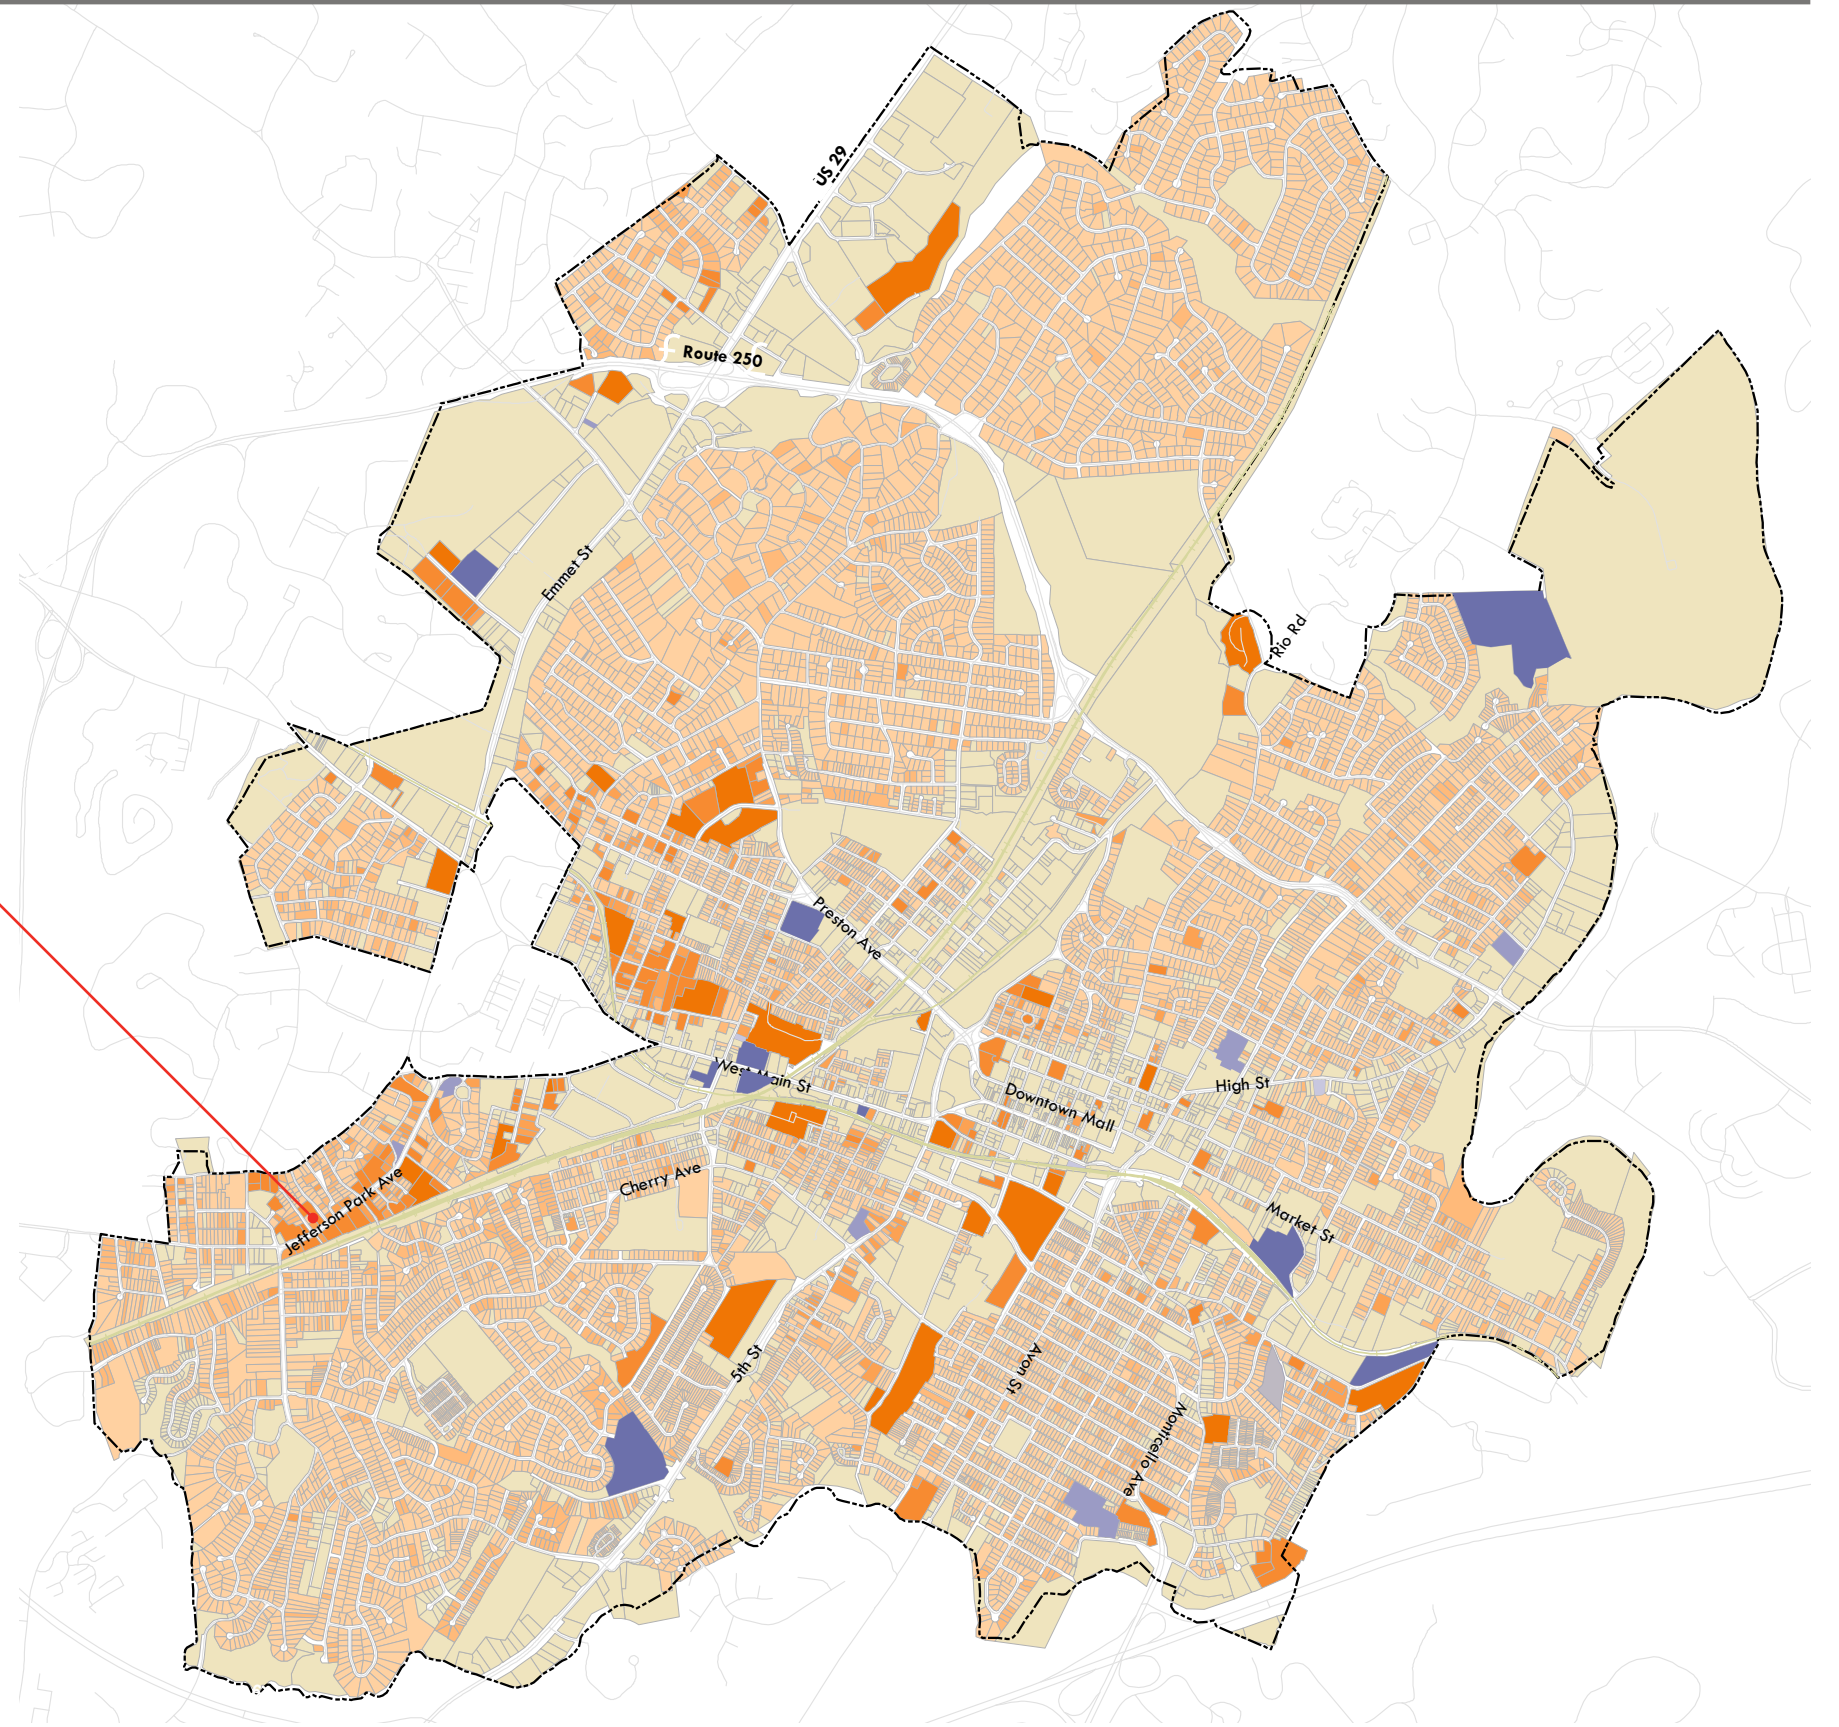 US 29
Route 250
Emmet St
Rio Rd
Preston Ave
West Main St
Downtown Mall
High St
Cherry Ave
Jefferson Park Ave
Market St
5th St
Avon St
Monticello Ave